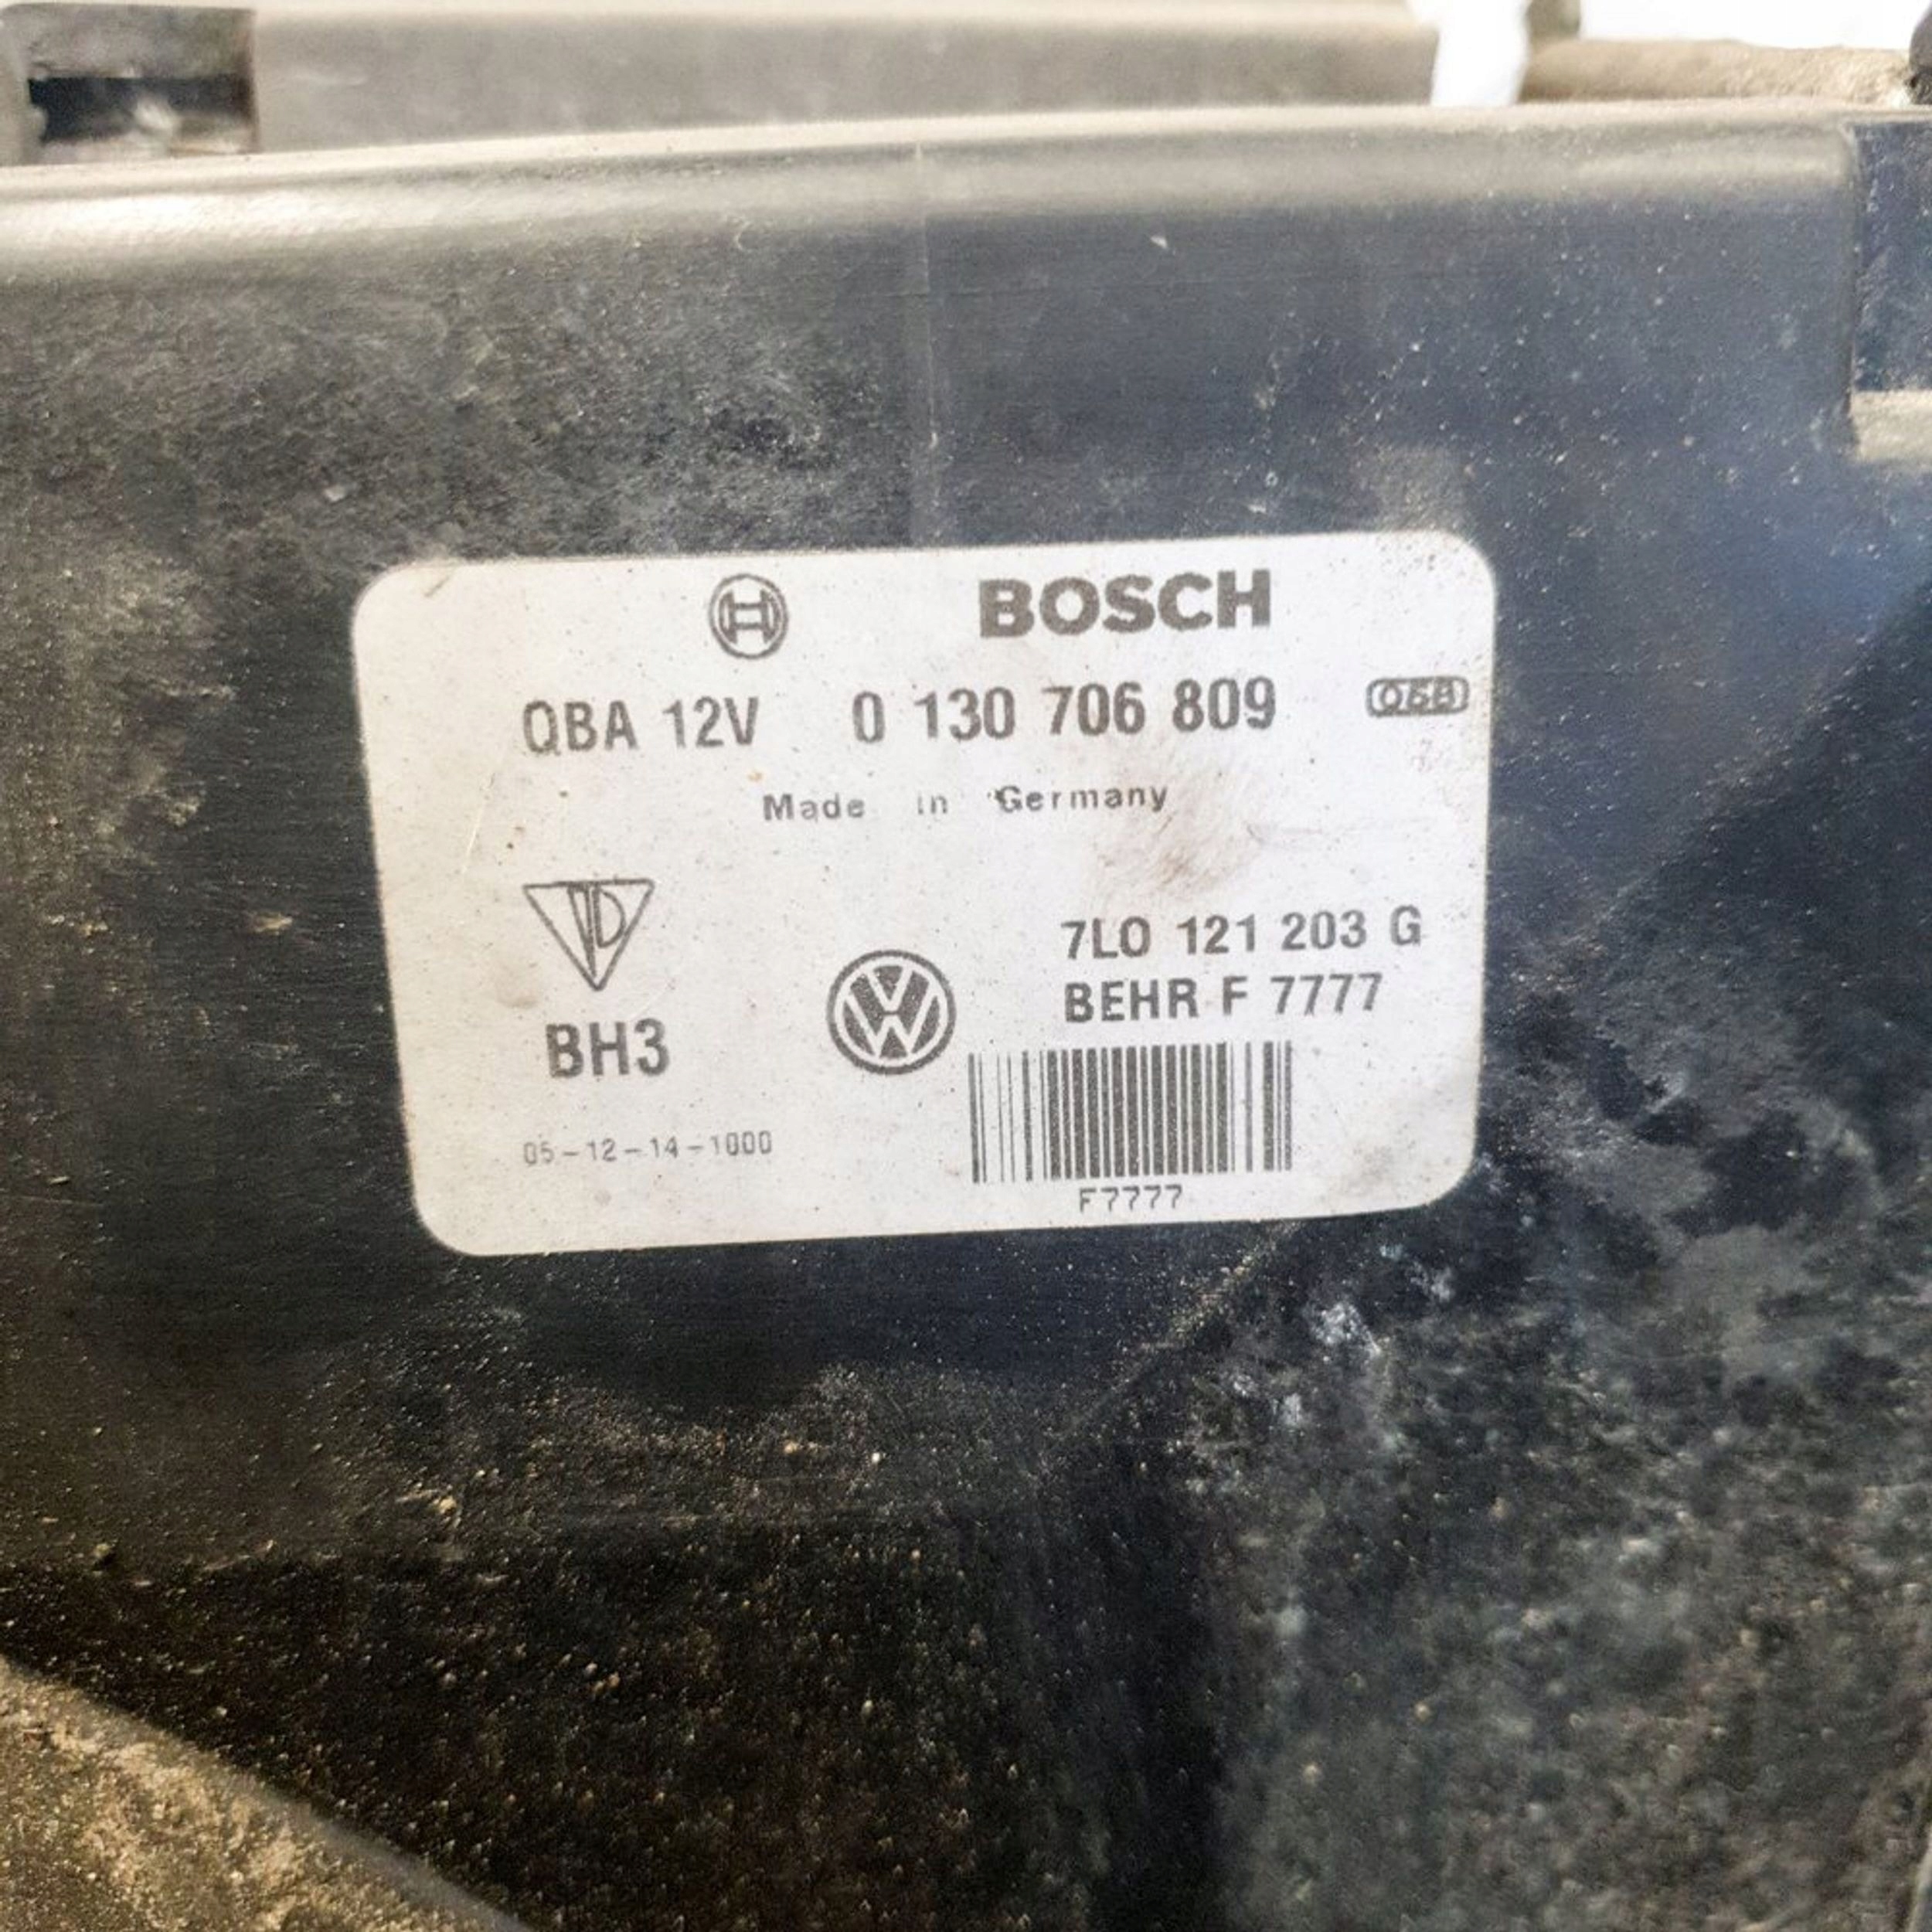 BOSCH
QBA 12V 0 130 706 809
Made in Germany
7L0 121 203 G
BEHR F 7777
BH3
05-12-14-1000
F7777